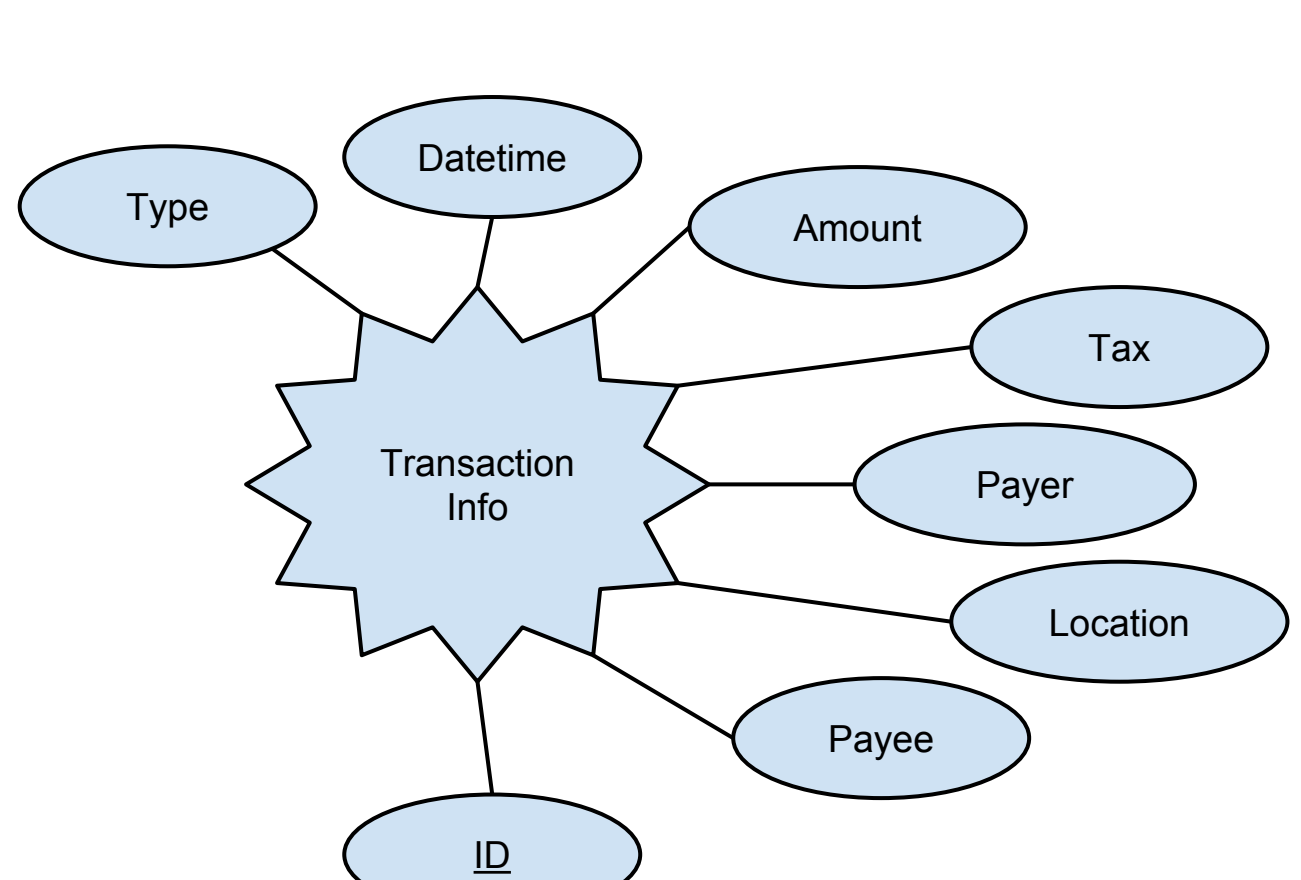 Datetime
Type
Amount
Tax
Transaction
Info
Payer
Location
Payee
ID